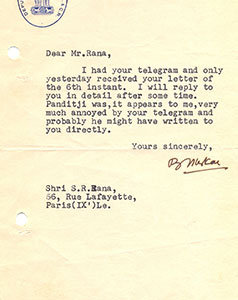 Dear Mr.Rana,
I had your telegram and only
yesterday received your letter of
the 6th instant. I will reply to
you in detail after some time.
Panditji was,it appears to me,very
much annoyed by your telegram and
probably he might have written to
you directly.
Yours sincerely,
Shri S.R.Rana,
56, Rue Lafayette,
Paris(IX')Le.